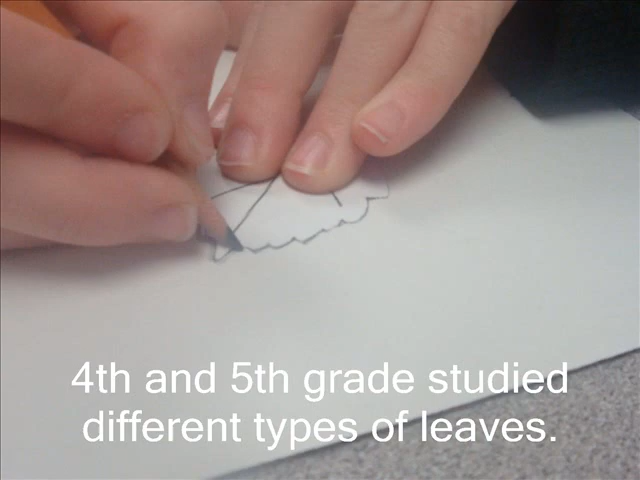 4th and 5th grade studied
different types of leaves.